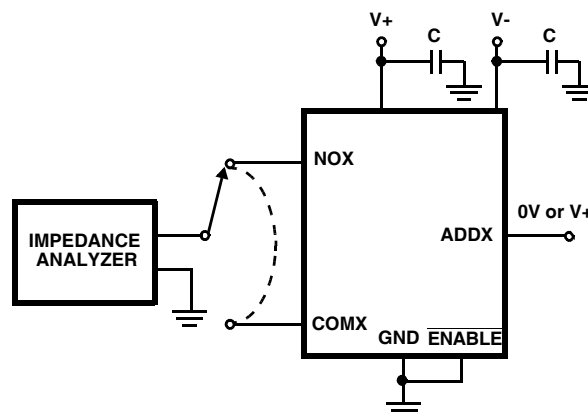 V+
C
V-
C
NOX
0V or V+
IMPEDANCE
ANALYZER
ADDX
COMX
GND
ENABLE